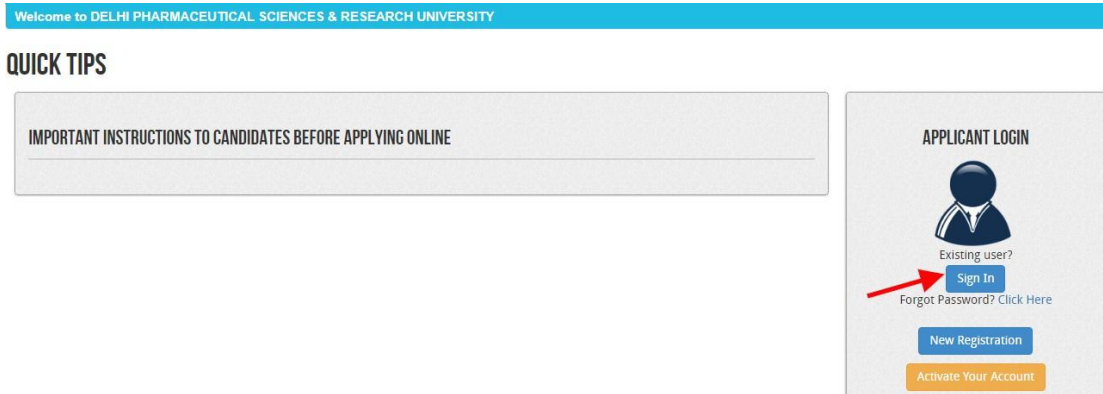 Welcome to DELHI PHARMACEUTICAL SCIENCES & RESEARCH UNIVERSITY
QUICK TIPS
IMPORTANT INSTRUCTIONS TO CANDIDATES BEFORE APPLYING ONLINE
APPLICANT LOGIN
Existing user?
Sign In
Forgot Password? Click Here
New Registration
Activate Your Account